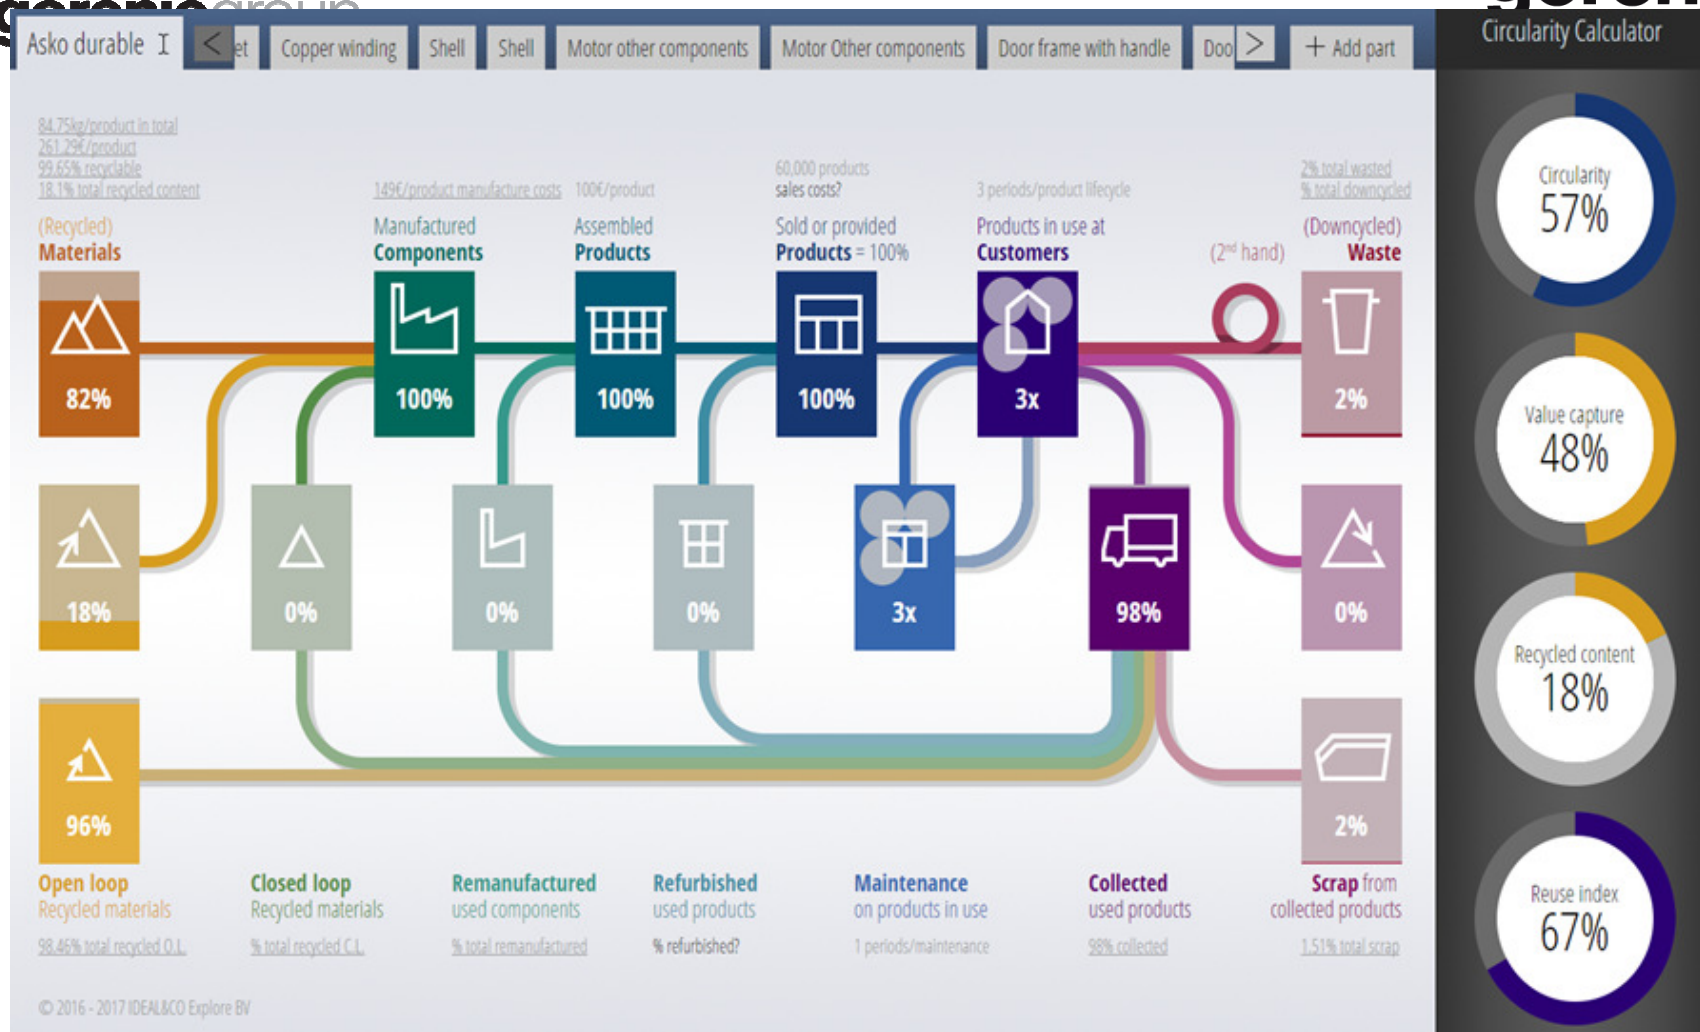 gorenjegroup
Asko durable
< et
Copper winding
Shell
Shell
Motor other components
Motor Other components
Door frame with handle
Doo >
+ Add part
Circularity Calculator
84.75kg/product in total
261.29€/product
99.65% recyclable
18.1% total recycled content
149€/product manufacture costs
100€/product
60,000 products
sales costs?
3 periods/product lifecycle
2% total wasted
% total downcycled
(Recycled)
Materials
Manufactured
Components
Assembled
Products
Sold or provided
Products = 100%
Products in use at
Customers
(2nd hand)
(Downcycled)
Waste
82%
100%
100%
100%
3x
2%
18%
0%
0%
0%
3x
98%
0%
96%
2%
Open loop
Recycled materials
98.46% total recycled O.L.
Closed loop
Recycled materials
% total recycled C.L.
Remanufactured
used components
% total remanufactured
Refurbished
used products
% refurbished?
Maintenance
on products in use
1 periods/maintenance
Collected
used products
98% collected
Scrap from
collected products
1.51% total scrap
© 2016 - 2017 IDEAL&CO Explore BV
Circularity
57%
Value capture
48%
Recycled content
18%
Reuse index
67%